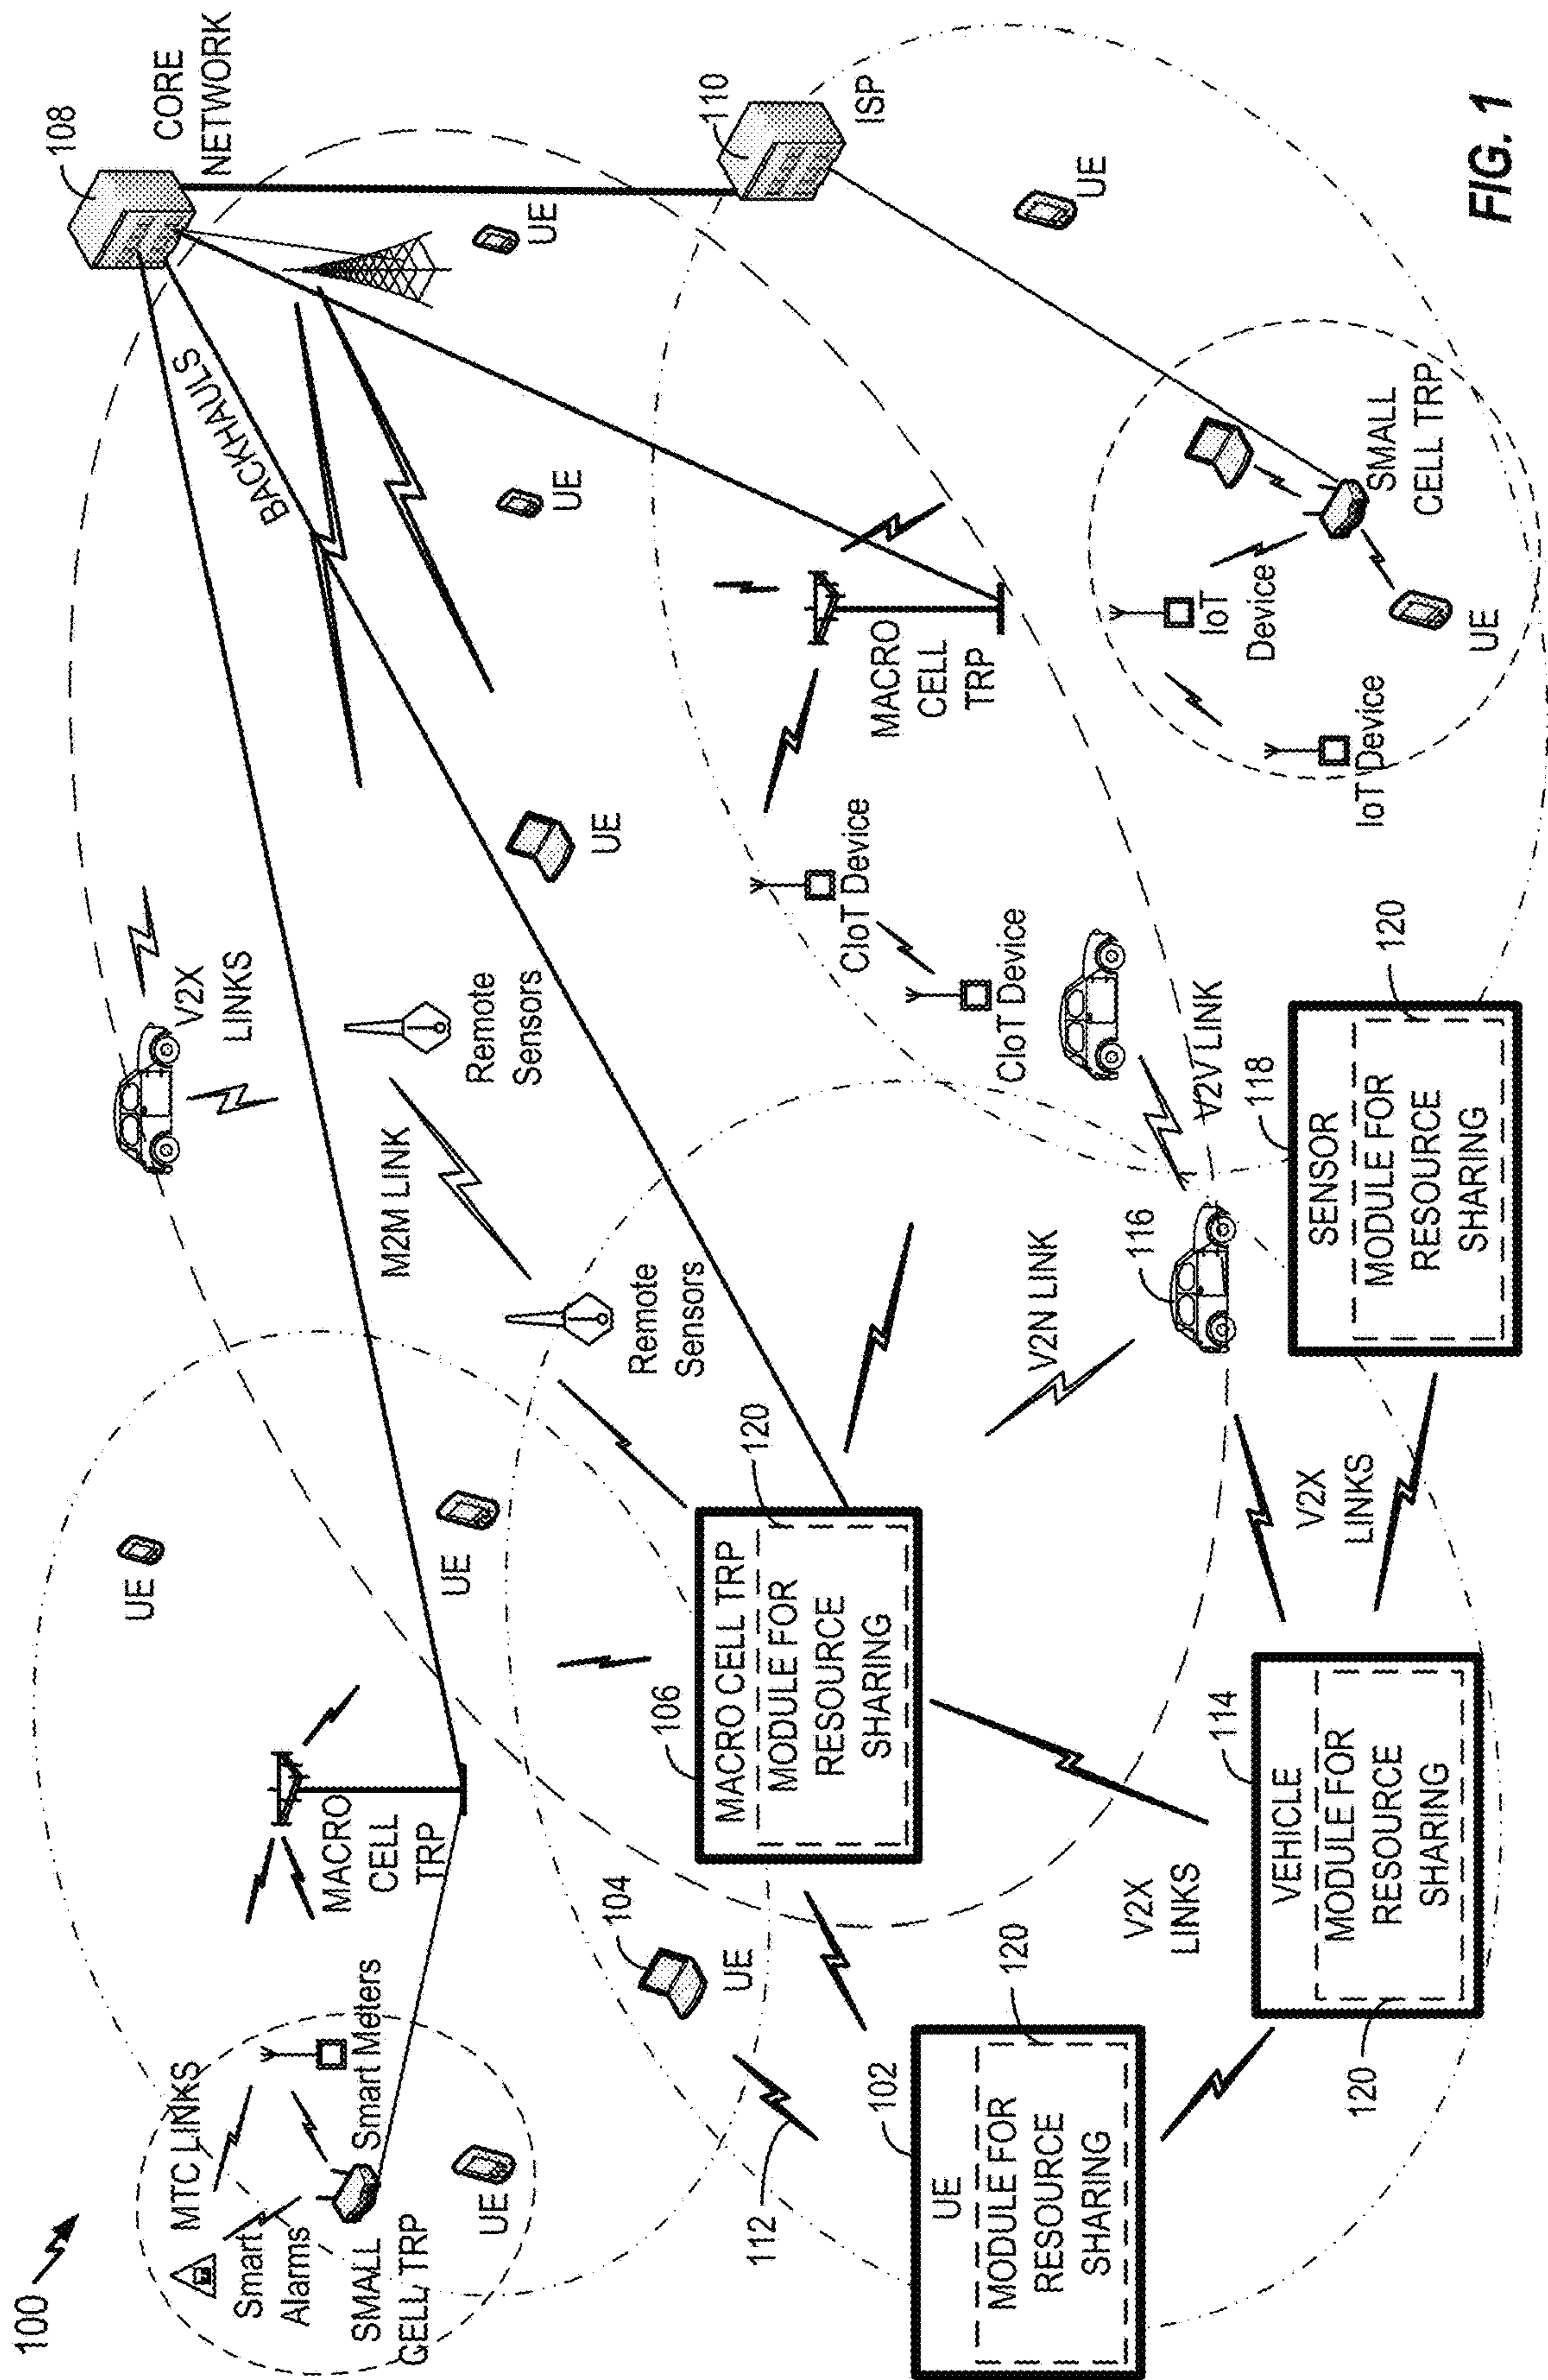 100
MTC LINKS
Smart
Alarms
Smart Meters
SMALL
CELL TRP
UE
MACRO
CELL
TRP
UE
UE
V2X
LINKS
M2M LINK
Remote
Sensors
Remote
Sensors
BACKHAULS
108
CORE
NETWORK
UE
UE
UE
110
ISP
UE
104
UE
112
106
MACRO CELL TRP
MODULE FOR
RESOURCE
SHARING
120
102
UE
MODULE FOR
RESOURCE
SHARING
120
V2X
LINKS
114
VEHICLE
MODULE FOR
RESOURCE
SHARING
120
V2N LINK
116
V2V LINK
V2X
LINKS
118
SENSOR
MODULE FOR
RESOURCE
SHARING
120
CIoT Device
CIoT Device
MACRO
CELL
TRP
IoT
Device
IoT Device
UE
SMALL
CELL TRP
FIG. 1